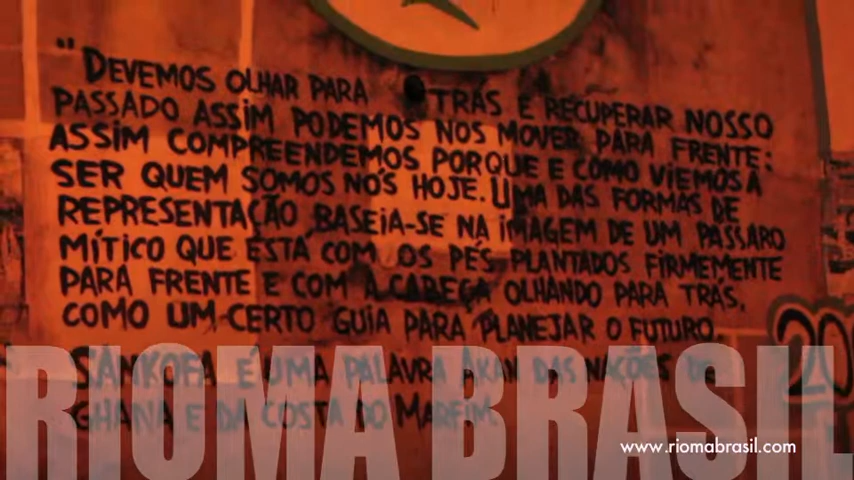 "DEVEMOS OLHAR PARA TRÁS E RECUPERAR NOSSO
PASSADO ASSIM PODEMOS NOS MOVER PARA FRENTE;
ASSIM COMPREENDEMOS PORQUE E COMO VIEMOS A
SER QUEM SOMOS NÓS HOJE. UMA DAS FORMAS DE
REPRESENTAÇÃO BASEIA-SE NA IMAGEM DE UM PASSARO
MÍTICO QUE ESTÁ COM OS PÉS PLANTADOS FIRMEMENTE
PARA FRENTE E COM A CABEÇA OLHANDO PARA TRÁS.
COMO UM CERTO GUIA PARA PLANEJAR O FUTURO.
SANKOFA É UMA PALAVRA AKAN DAS NAÇÕES DE
GHANA E DA COSTA DO MARFIM
RIOMA BRASIL
www.riomabrasil.com